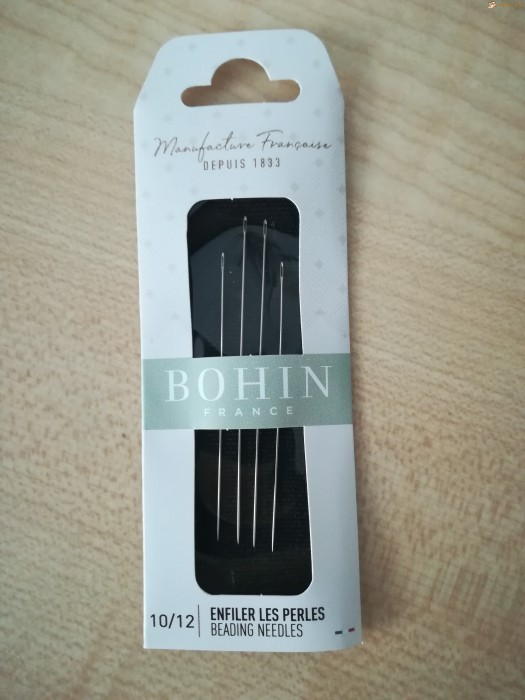 Manufacture Française
DEPUIS 1833
BOHIN
FRANCE
10/12
ENFILER LES PERLES
BEADING NEEDLES